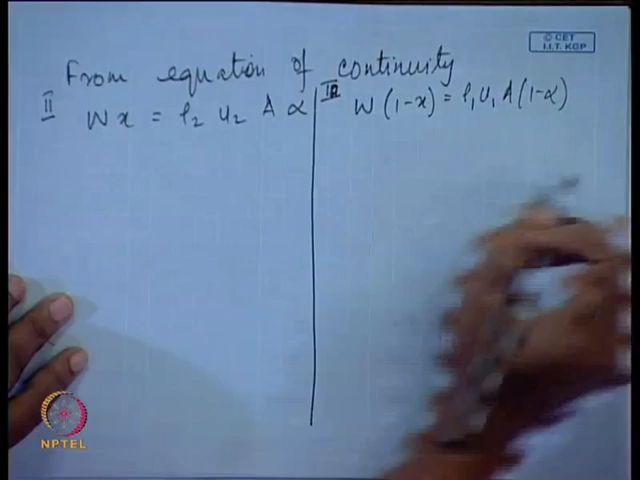 © CET
I.I.T. KGP
From equation of continuity
II Wx = ρ₂ u₂ A α
III W(1-x) = ρ₁ u₁ A(1-α)
NPTEL